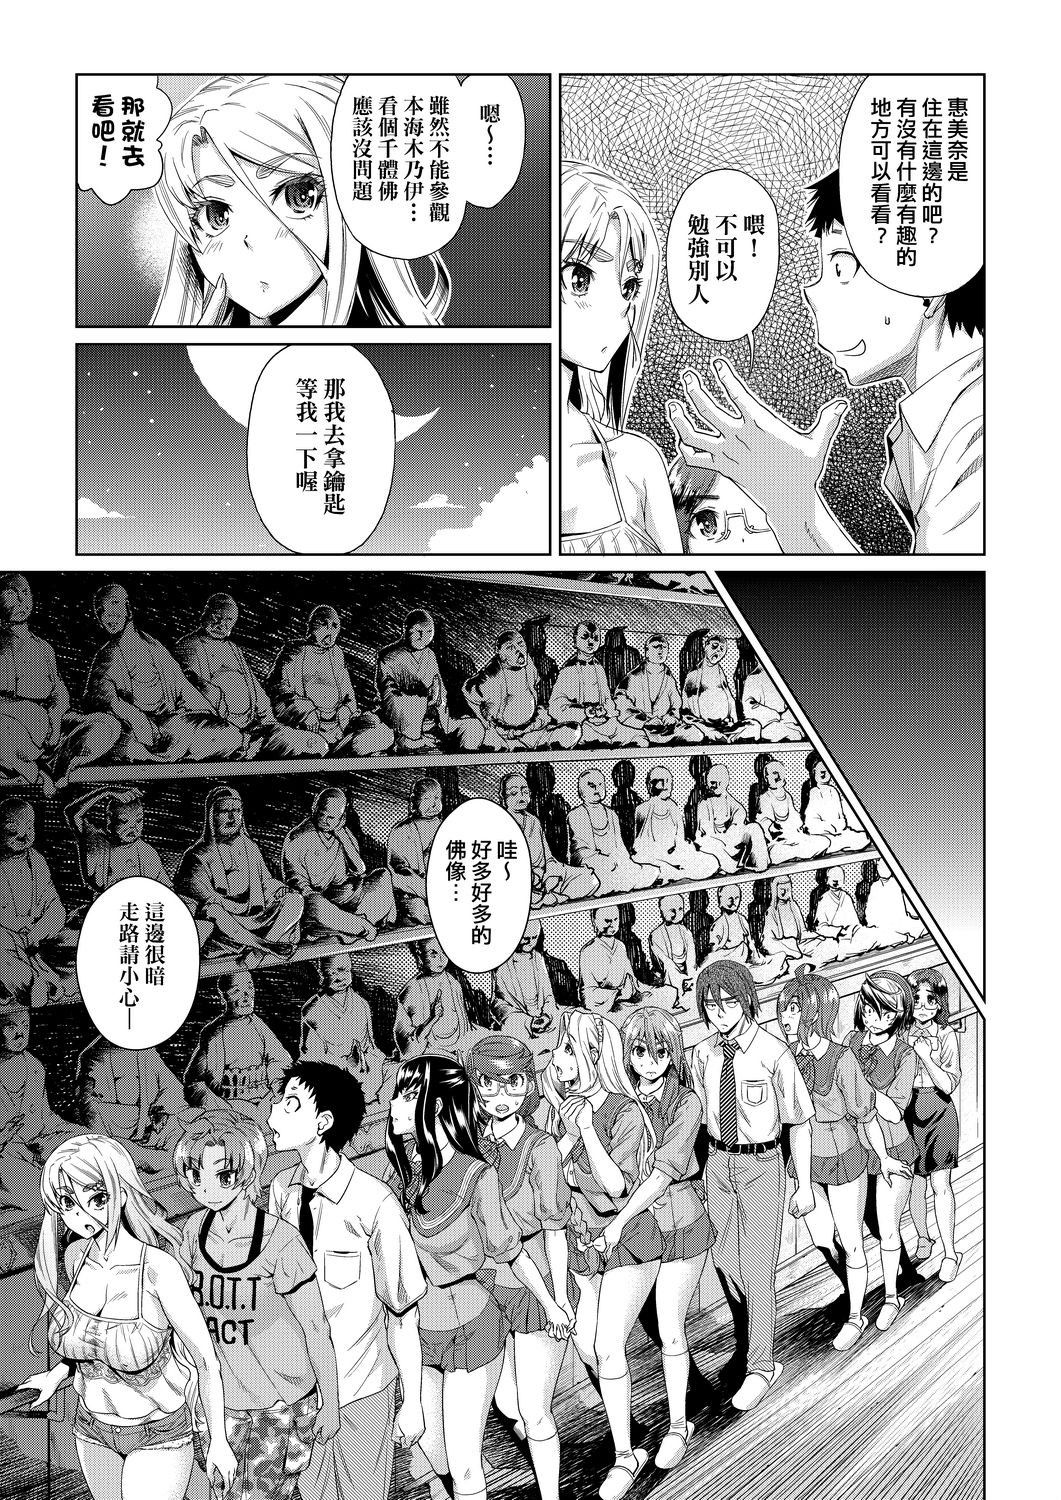 惠美奈是
住在這邊的吧？
有沒有什麼有趣的
地方可以看看？
喂！
不可以
勉強別人
嗯～…
雖然不能參觀
本海木乃伊…
看個千體佛
應該沒問題
那就去
看吧！
那我去拿鑰匙
等我一下喔
哇～
好多好多的
佛像…
這邊很暗
走路請小心—
R.O.T.T
ACT